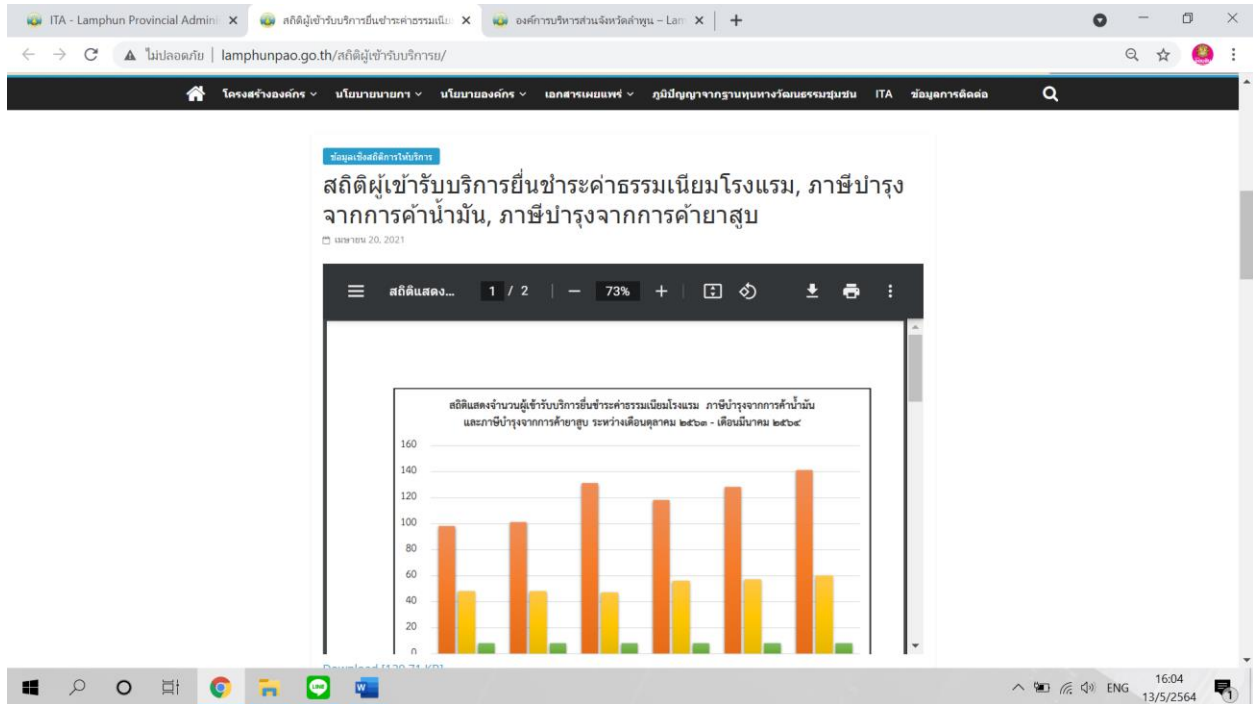 ITA - Lamphun Provincial Admini
สถิติผู้เข้ารับบริการยื่นชำระค่าธรรมเนีย
องค์การบริหารส่วนจังหวัดลำพูน – Lam
ไม่ปลอดภัย | lamphunpao.go.th/สถิติผู้เข้ารับบริการย/
โครงสร้างองค์กร นโยบายนายกฯ นโยบายองค์กร เอกสารเผยแพร่ ภูมิปัญญาจากฐานทุนทางวัฒนธรรมชุมชน ITA ข้อมูลการติดต่อ
ข้อมูลเชิงสถิติการให้บริการ
สถิติผู้เข้ารับบริการยื่นชำระค่าธรรมเนียมโรงแรม, ภาษีบำรุง
จากการค้าน้ำมัน, ภาษีบำรุงจากการค้ายาสูบ
เมษายน 20, 2021
สถิติแสดง... 1 / 2 73%
สถิติแสดงจำนวนผู้เข้ารับบริการยื่นชำระค่าธรรมเนียมโรงแรม ภาษีบำรุงจากการค้าน้ำมัน
และภาษีบำรุงจากการค้ายาสูบ ระหว่างเดือนตุลาคม ๒๕๖๓ - เดือนมีนาคม ๒๕๖๔
160
140
120
100
80
60
40
20
0
Download [129.71 KB]
ENG
16:04
13/5/2564
1